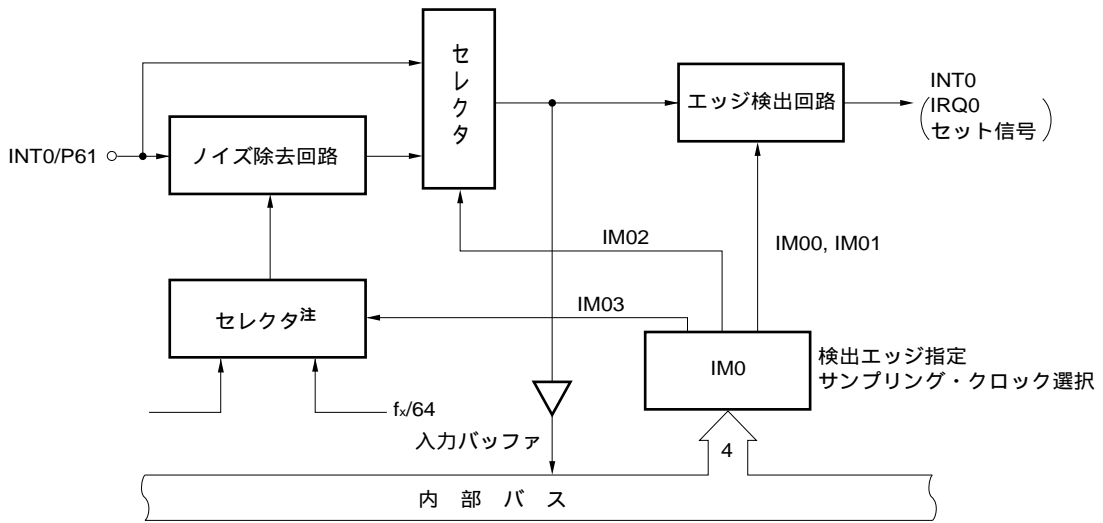 セレクタ
エッジ検出回路
INT0
IRQ0
セット信号
INT0/P61
ノイズ除去回路
IM02
IM00, IM01
セレクタ注
IM03
IM0
検出エッジ指定
サンプリング・クロック選択
fx/64
入力バッファ
4
内 部 バ ス